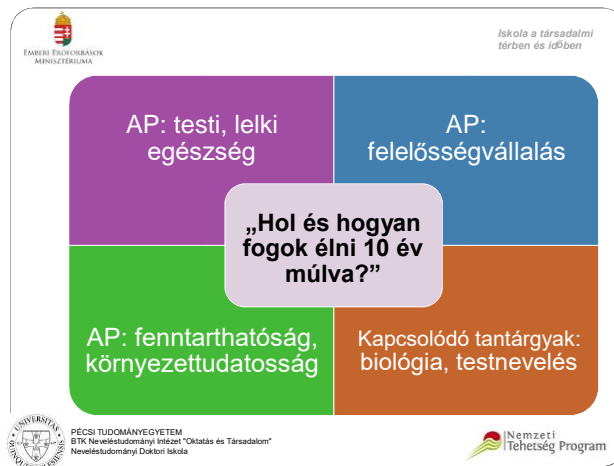 EMBERI ERŐFORRÁSOK
MINISZTÉRIUMA
Iskola a társadalmi
térben és időben
AP: testi, lelki
egészség
AP:
felelősségvállalás
„Hol és hogyan
fogok élni 10 év
múlva?”
AP: fenntarthatóság,
környezettudatosság
Kapcsolódó tantárgyak:
biológia, testnevelés
PÉCSI TUDOMÁNYEGYETEM
BTK Neveléstudományi Intézet "Oktatás és Társadalom"
Neveléstudományi Doktori Iskola
Nemzeti
Tehetség Program